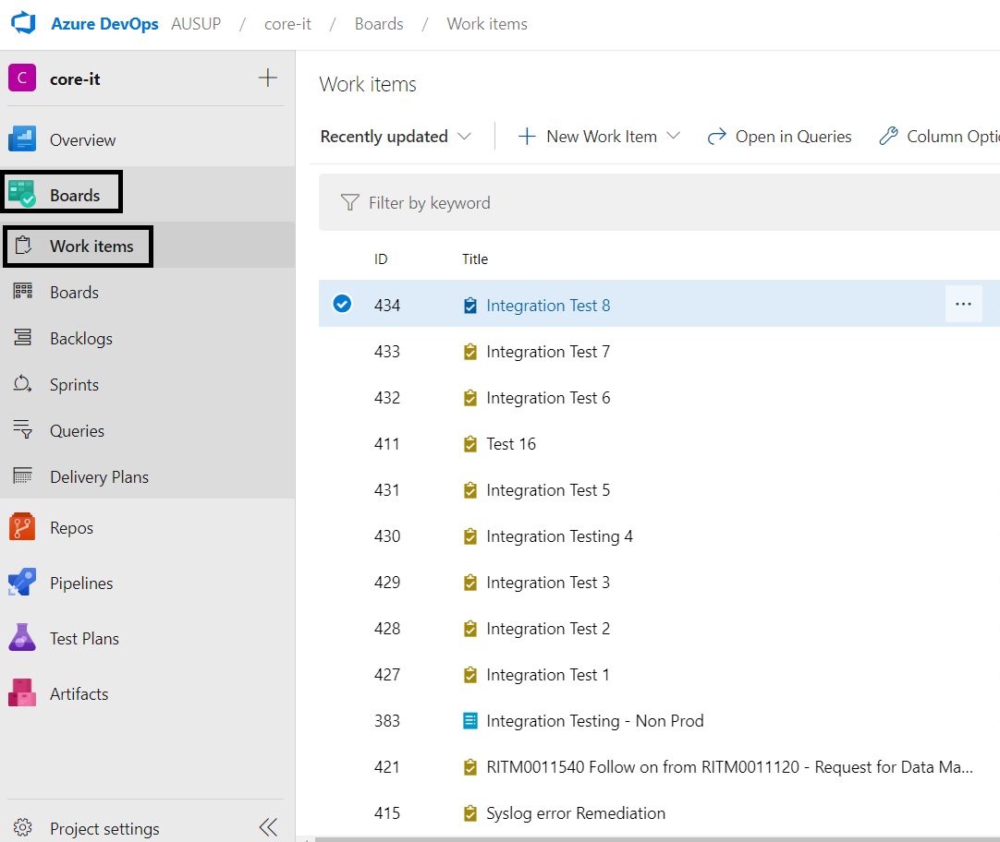 Azure DevOps AUSUP / core-it / Boards / Work items
C core-it
Overview
Boards
Work items
Boards
Backlogs
Sprints
Queries
Delivery Plans
Repos
Pipelines
Test Plans
Artifacts
Project settings
Work items
Recently updated
New Work Item
Open in Queries
Column Opti
Filter by keyword
ID Title
434 Integration Test 8
433 Integration Test 7
432 Integration Test 6
411 Test 16
431 Integration Test 5
430 Integration Testing 4
429 Integration Test 3
428 Integration Test 2
427 Integration Test 1
383 Integration Testing - Non Prod
421 RITM0011540 Follow on from RITM0011120 - Request for Data Ma...
415 Syslog error Remediation